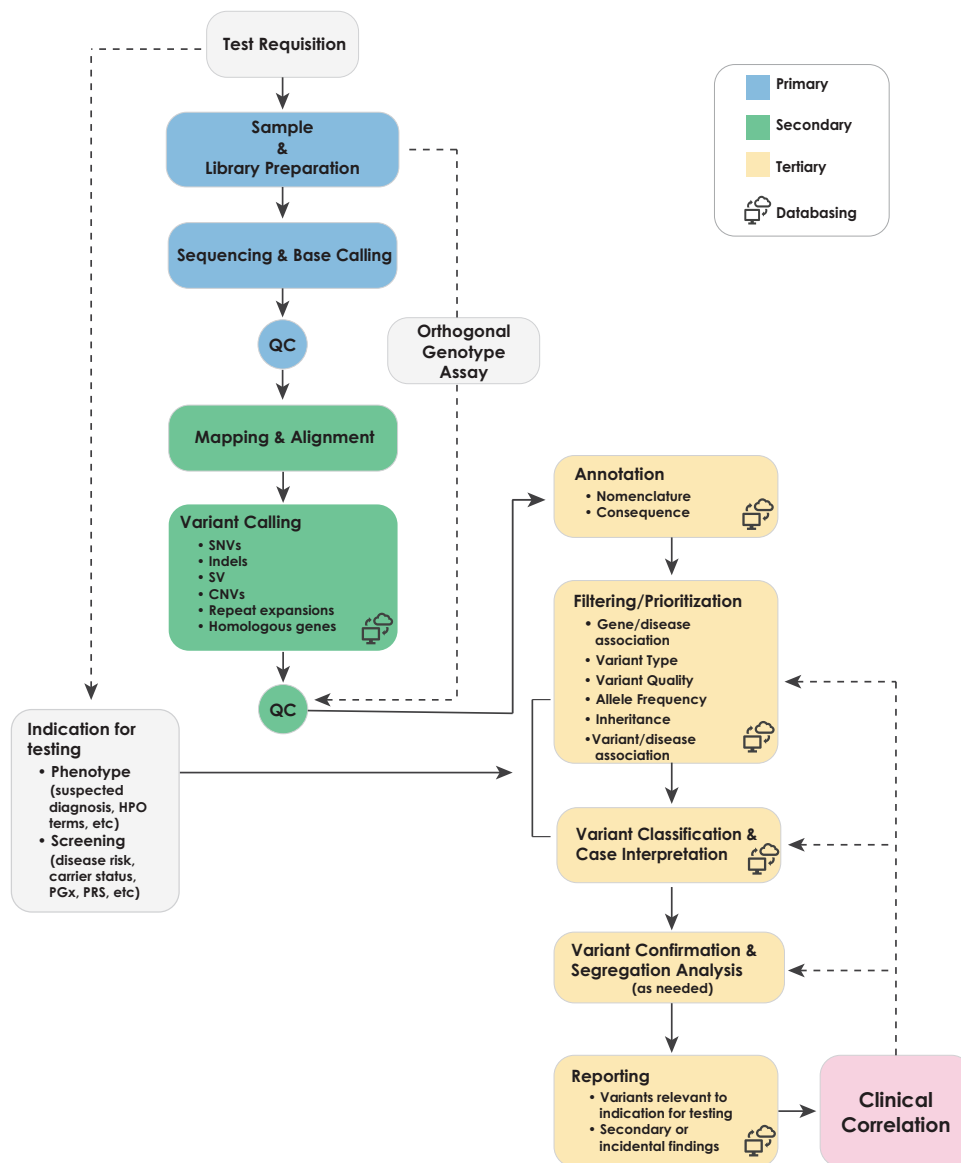 Test Requisition
Primary
Secondary
Tertiary
Databasing
Sample
&
Library Preparation
Sequencing & Base Calling
QC
Orthogonal
Genotype
Assay
Mapping & Alignment
Variant Calling
• SNVs
• Indels
• SV
• CNVs
• Repeat expansions
• Homologous genes
QC
Indication for
testing
• Phenotype
(suspected
diagnosis, HPO
terms, etc)
• Screening
(disease risk,
carrier status,
PGx, PRS, etc)
Annotation
• Nomenclature
• Consequence
Filtering/Prioritization
• Gene/disease
association
• Variant Type
• Variant Quality
• Allele Frequency
• Inheritance
•Variant/disease
association
Variant Classification &
Case Interpretation
Variant Confirmation &
Segregation Analysis
(as needed)
Reporting
• Variants relevant to
indication for testing
• Secondary or
incidental findings
Clinical
Correlation